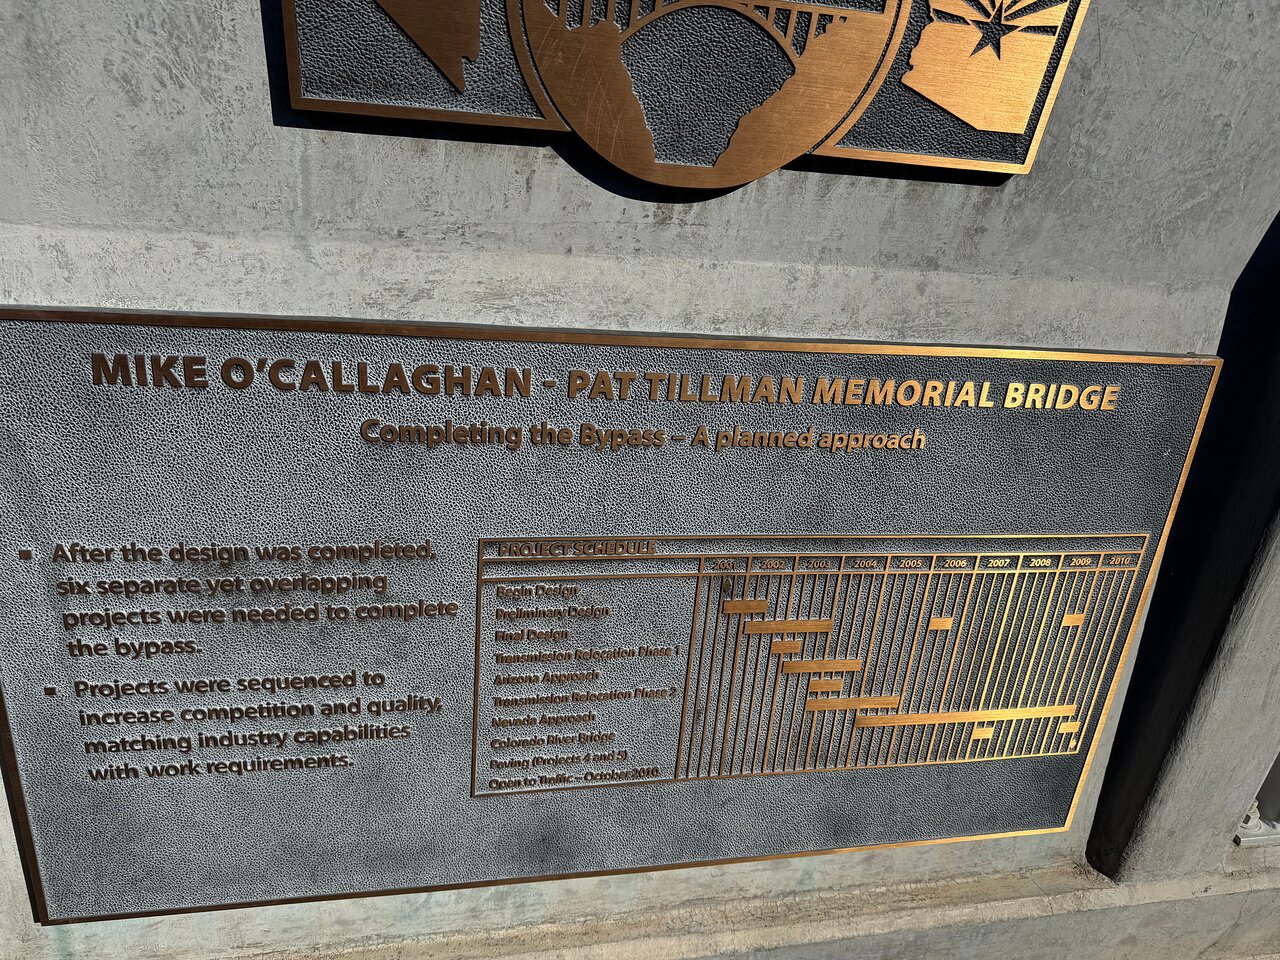 MIKE O'CALLAGHAN - PAT TILLMAN MEMORIAL BRIDGE
Completing the Bypass – A planned approach
▪ After the design was completed,
six separate yet overlapping
projects were needed to complete
the bypass.
▪ Projects were sequenced to
increase competition and quality,
matching industry capabilities
with work requirements.
PROJECT SCHEDULE
2001 2002 2003 2004 2005 2006 2007 2008 2009 2010
Begin Design
Preliminary Design
Final Design
Transmission Relocation Phase 1
Arizona Approach
Transmission Relocation Phase 2
Nevada Approach
Colorado River Bridge
Paving (Projects 4 and 5)
Open to Traffic – October 2010